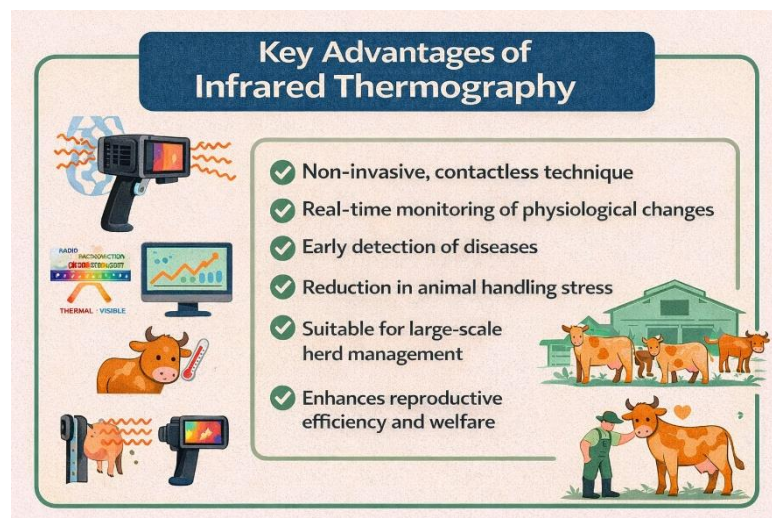 Key Advantages of
Infrared Thermography
Non-invasive, contactless technique
Real-time monitoring of physiological changes
Early detection of diseases
Reduction in animal handling stress
Suitable for large-scale
herd management
Enhances reproductive
efficiency and welfare
RADIO
THERMAL · VISIBLE